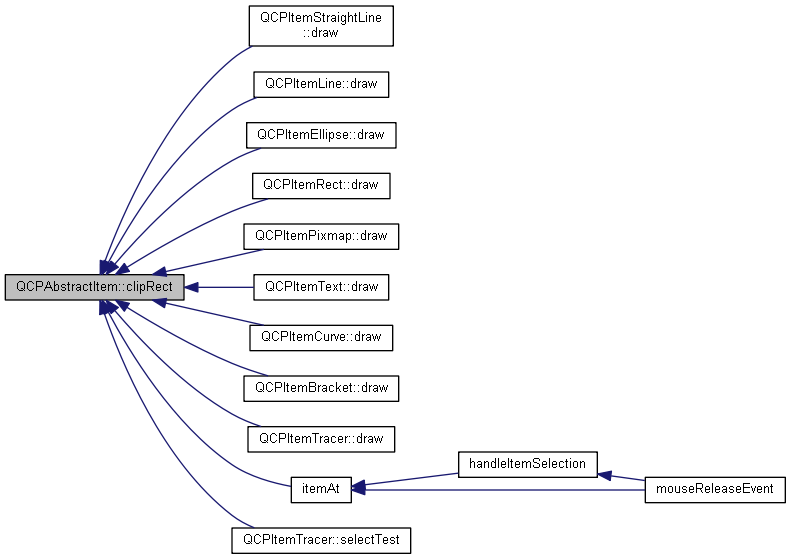 QCPItemStraightLine
::draw
QCPItemLine::draw
QCPItemEllipse::draw
QCPItemRect::draw
QCPItemPixmap::draw
QCPAbstractItem::clipRect
QCPItemText::draw
QCPItemCurve::draw
QCPItemBracket::draw
QCPItemTracer::draw
handleItemSelection
itemAt
mouseReleaseEvent
QCPItemTracer::selectTest